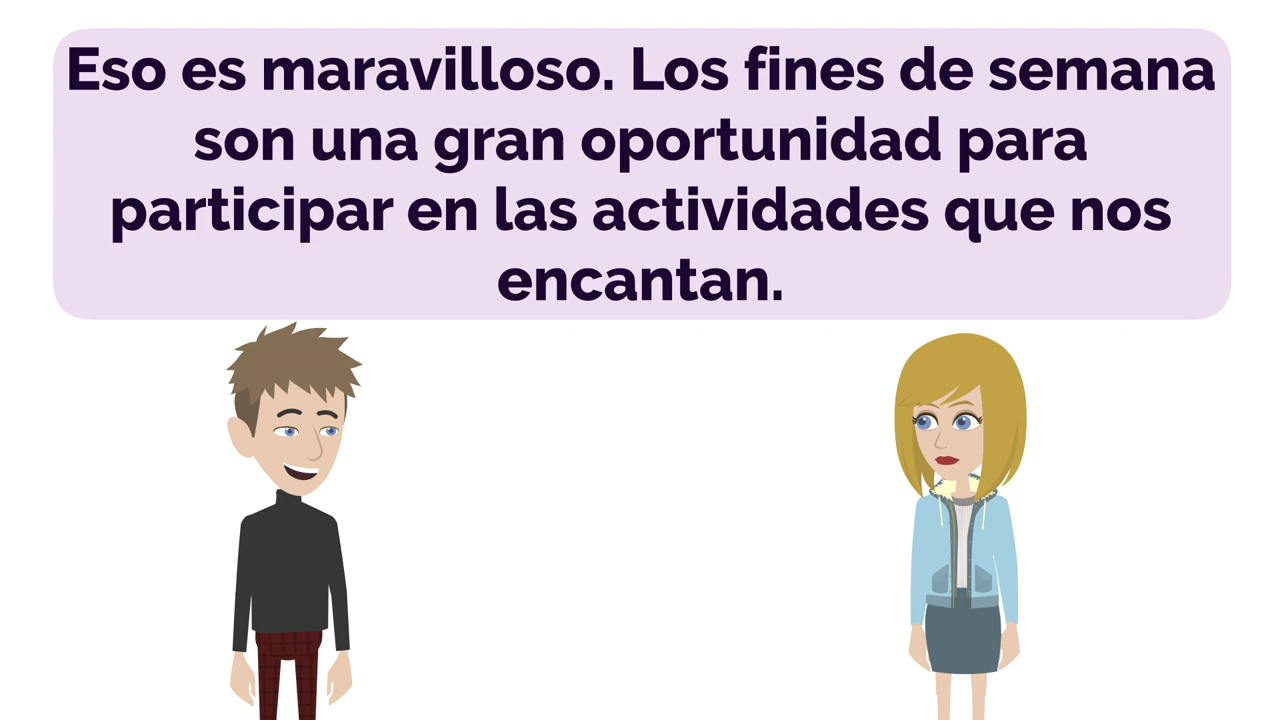 Eso es maravilloso. Los fines de semana
son una gran oportunidad para
participar en las actividades que nos
encantan.